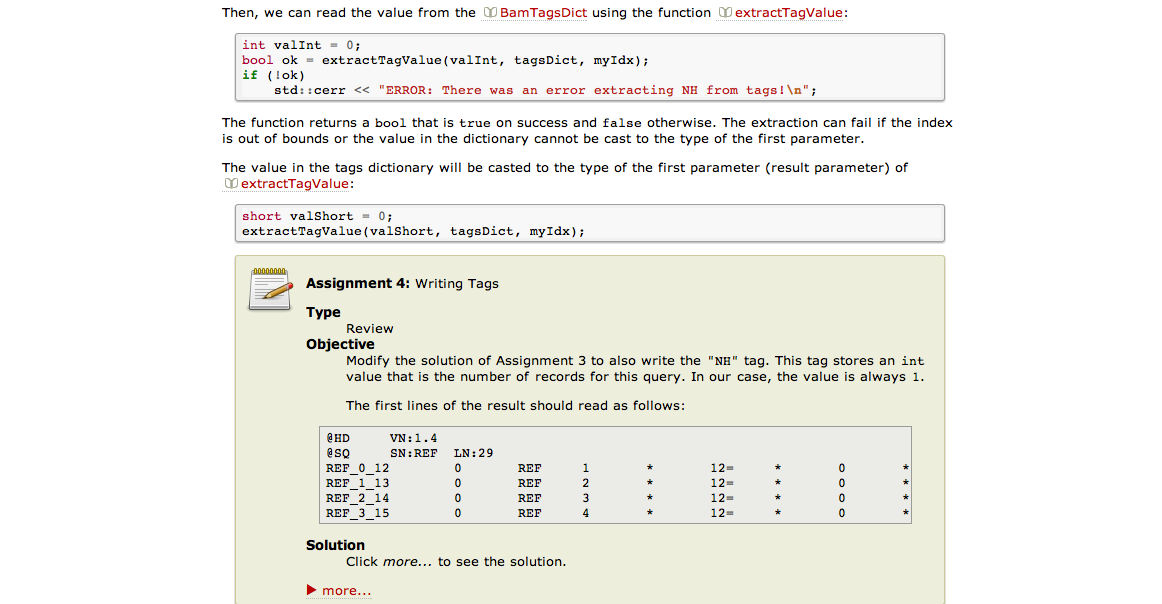 Then, we can read the value from the BamTagsDict using the function extractTagValue:
int valInt = 0;
bool ok = extractTagValue(valInt, tagsDict, myIdx);
if (!ok)
    std::cerr << "ERROR: There was an error extracting NH from tags!\n";
The function returns a bool that is true on success and false otherwise. The extraction can fail if the index
is out of bounds or the value in the dictionary cannot be cast to the type of the first parameter.
The value in the tags dictionary will be casted to the type of the first parameter (result parameter) of
extractTagValue:
short valShort = 0;
extractTagValue(valShort, tagsDict, myIdx);
Assignment 4: Writing Tags
Type
Review
Objective
Modify the solution of Assignment 3 to also write the "NH" tag. This tag stores an int
value that is the number of records for this query. In our case, the value is always 1.
The first lines of the result should read as follows:
@HD     VN:1.4
@SQ     SN:REF  LN:29
REF_0_12        0       REF     1       *       12=     *       0       *
REF_1_13        0       REF     2       *       12=     *       0       *
REF_2_14        0       REF     3       *       12=     *       0       *
REF_3_15        0       REF     4       *       12=     *       0       *
Solution
Click more... to see the solution.
more...